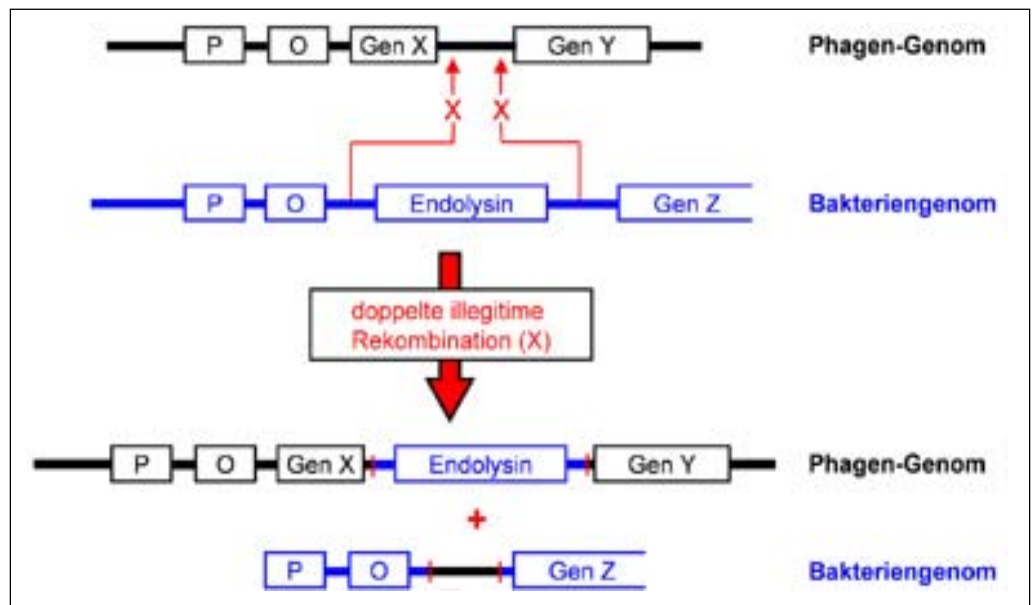 P O Gen X Gen Y Phagen-Genom
X X
P O Endolysin Gen Z Bakteriengenom
doppelte illegitime
Rekombination (X)
P O Gen X Endolysin Gen Y Phagen-Genom
+
P O Gen Z Bakteriengenom